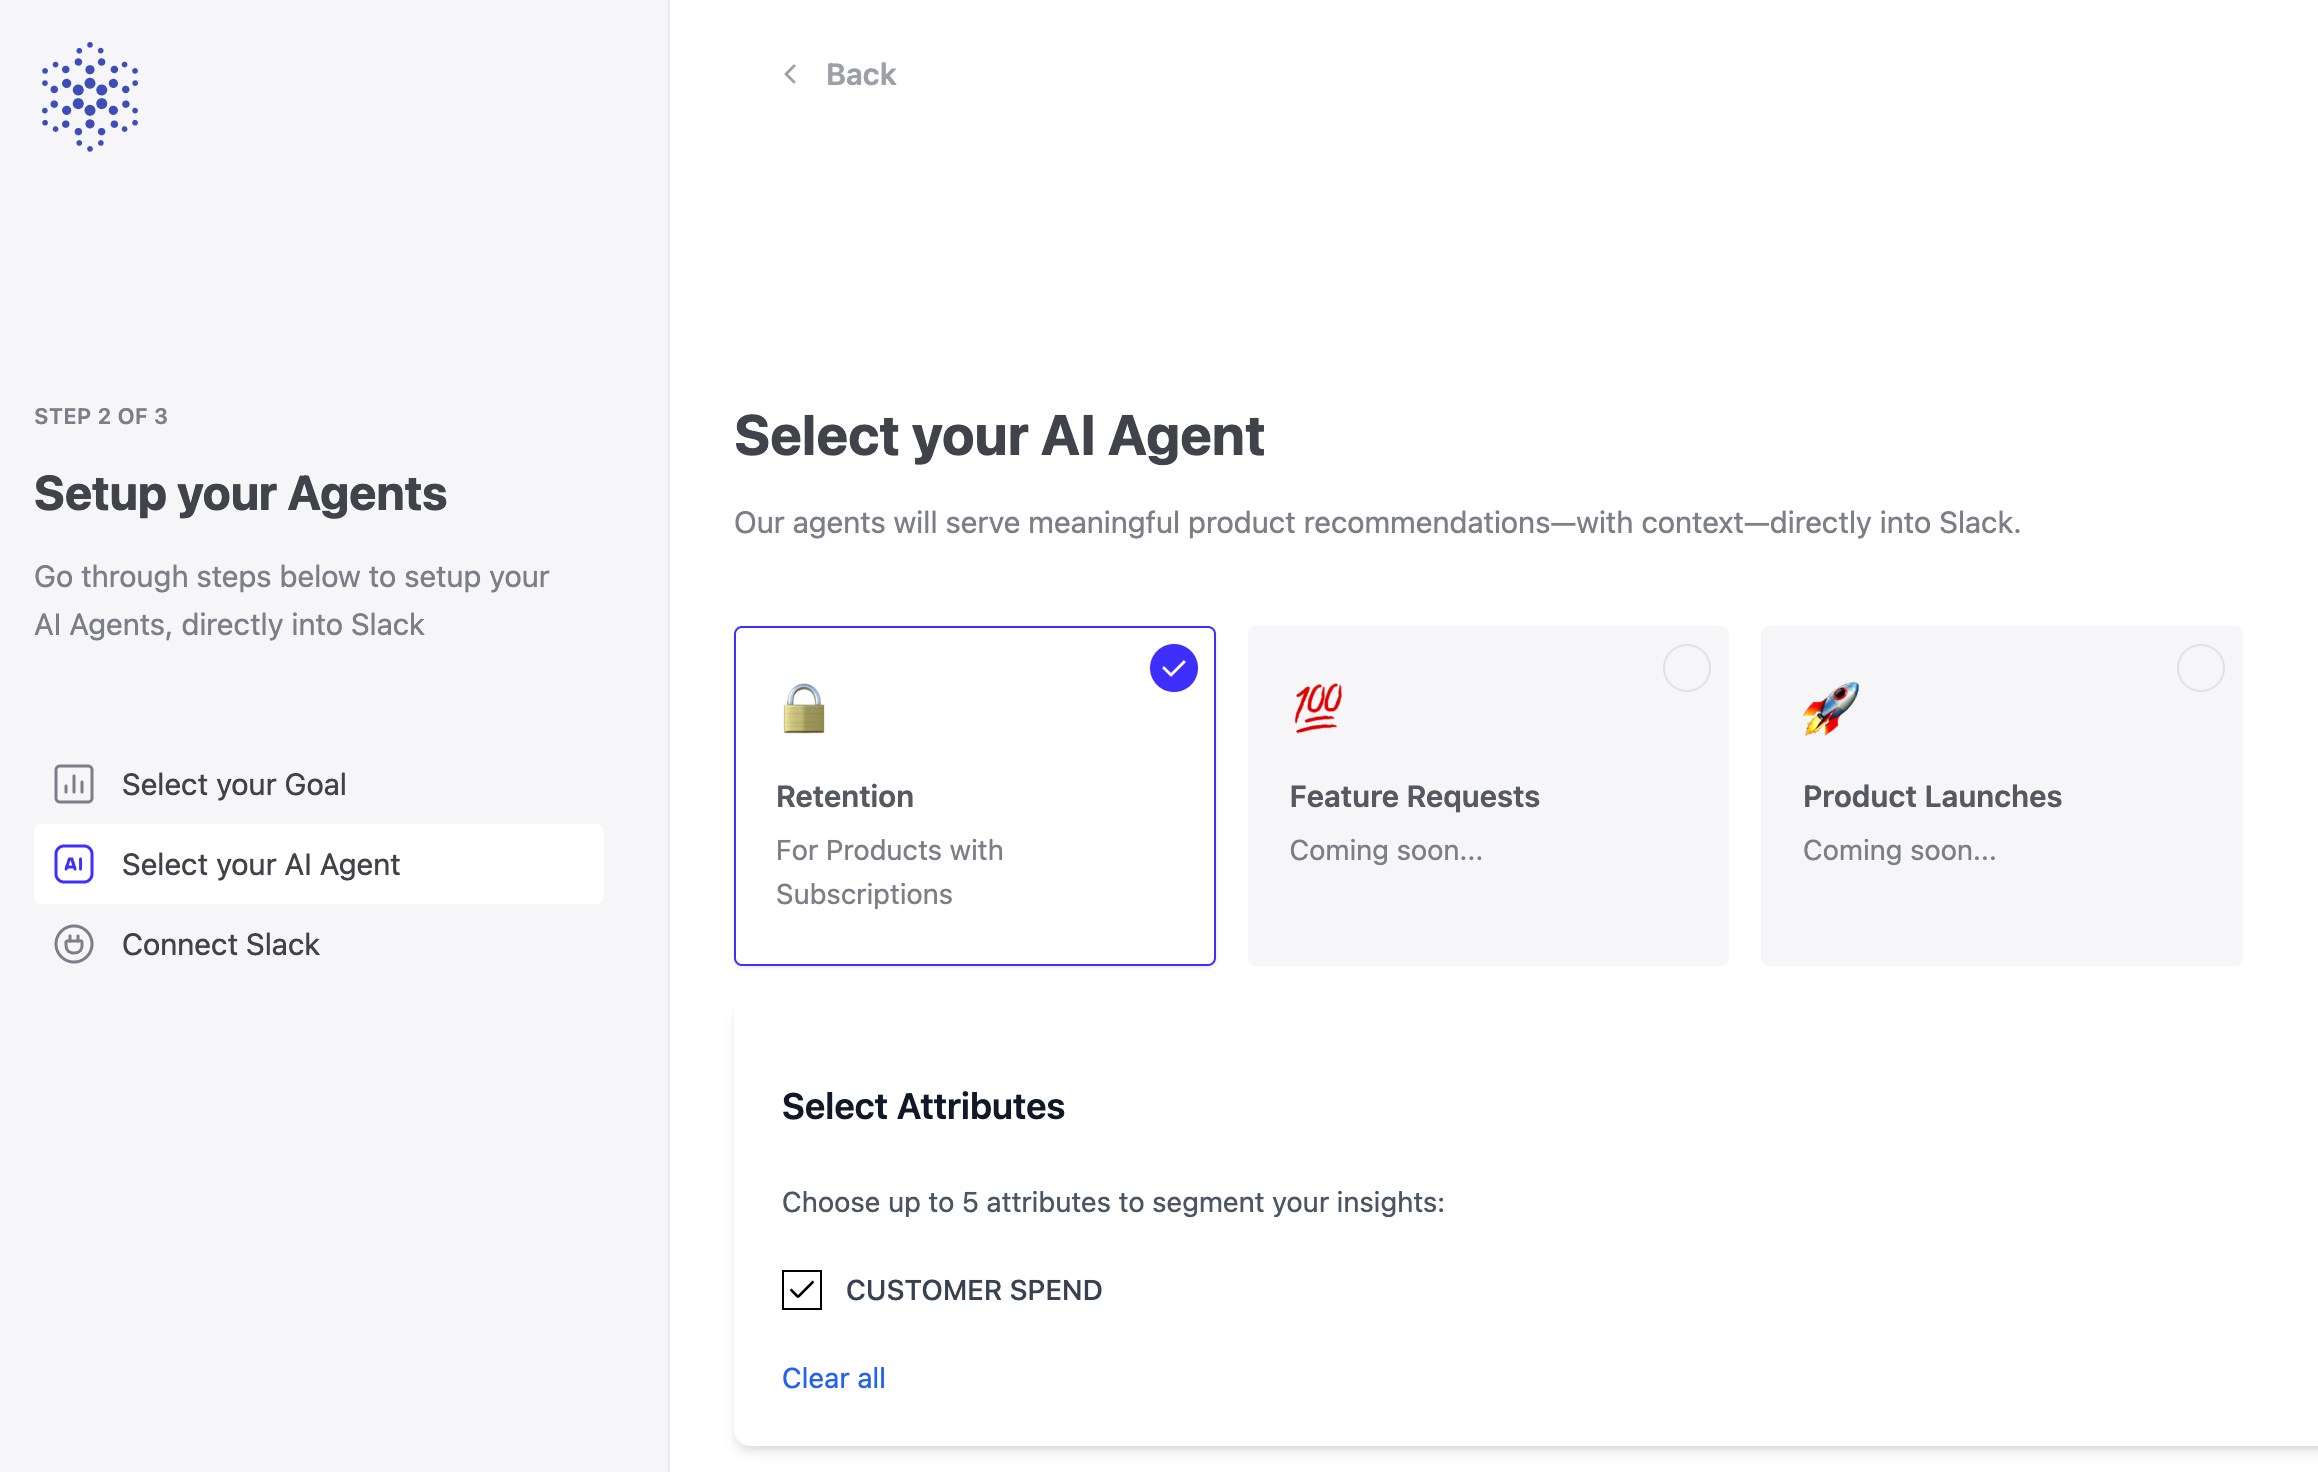 Back
STEP 2 OF 3
Setup your Agents
Go through steps below to setup your
AI Agents, directly into Slack
Select your Goal
AI
Select your AI Agent
Connect Slack
Select your AI Agent
Our agents will serve meaningful product recommendations—with context—directly into Slack.
Retention
For Products with
Subscriptions
100
Feature Requests
Coming soon...
Product Launches
Coming soon...
Select Attributes
Choose up to 5 attributes to segment your insights:
CUSTOMER SPEND
Clear all